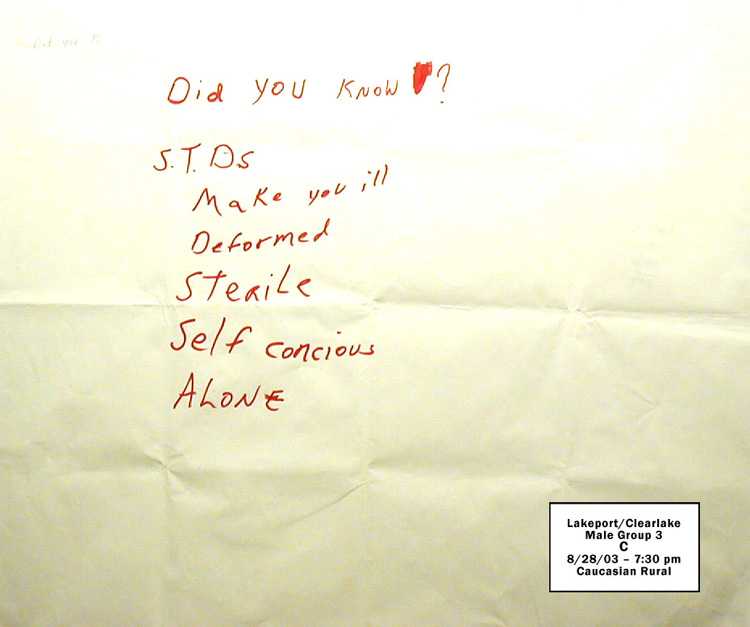 Did you know ?
S.T.Ds
Make you ill
Deformed
Sterile
Self concious
ALONE
Lakeport/Clearlake
Male Group 3
C
8/28/03 – 7:30 pm
Caucasian Rural